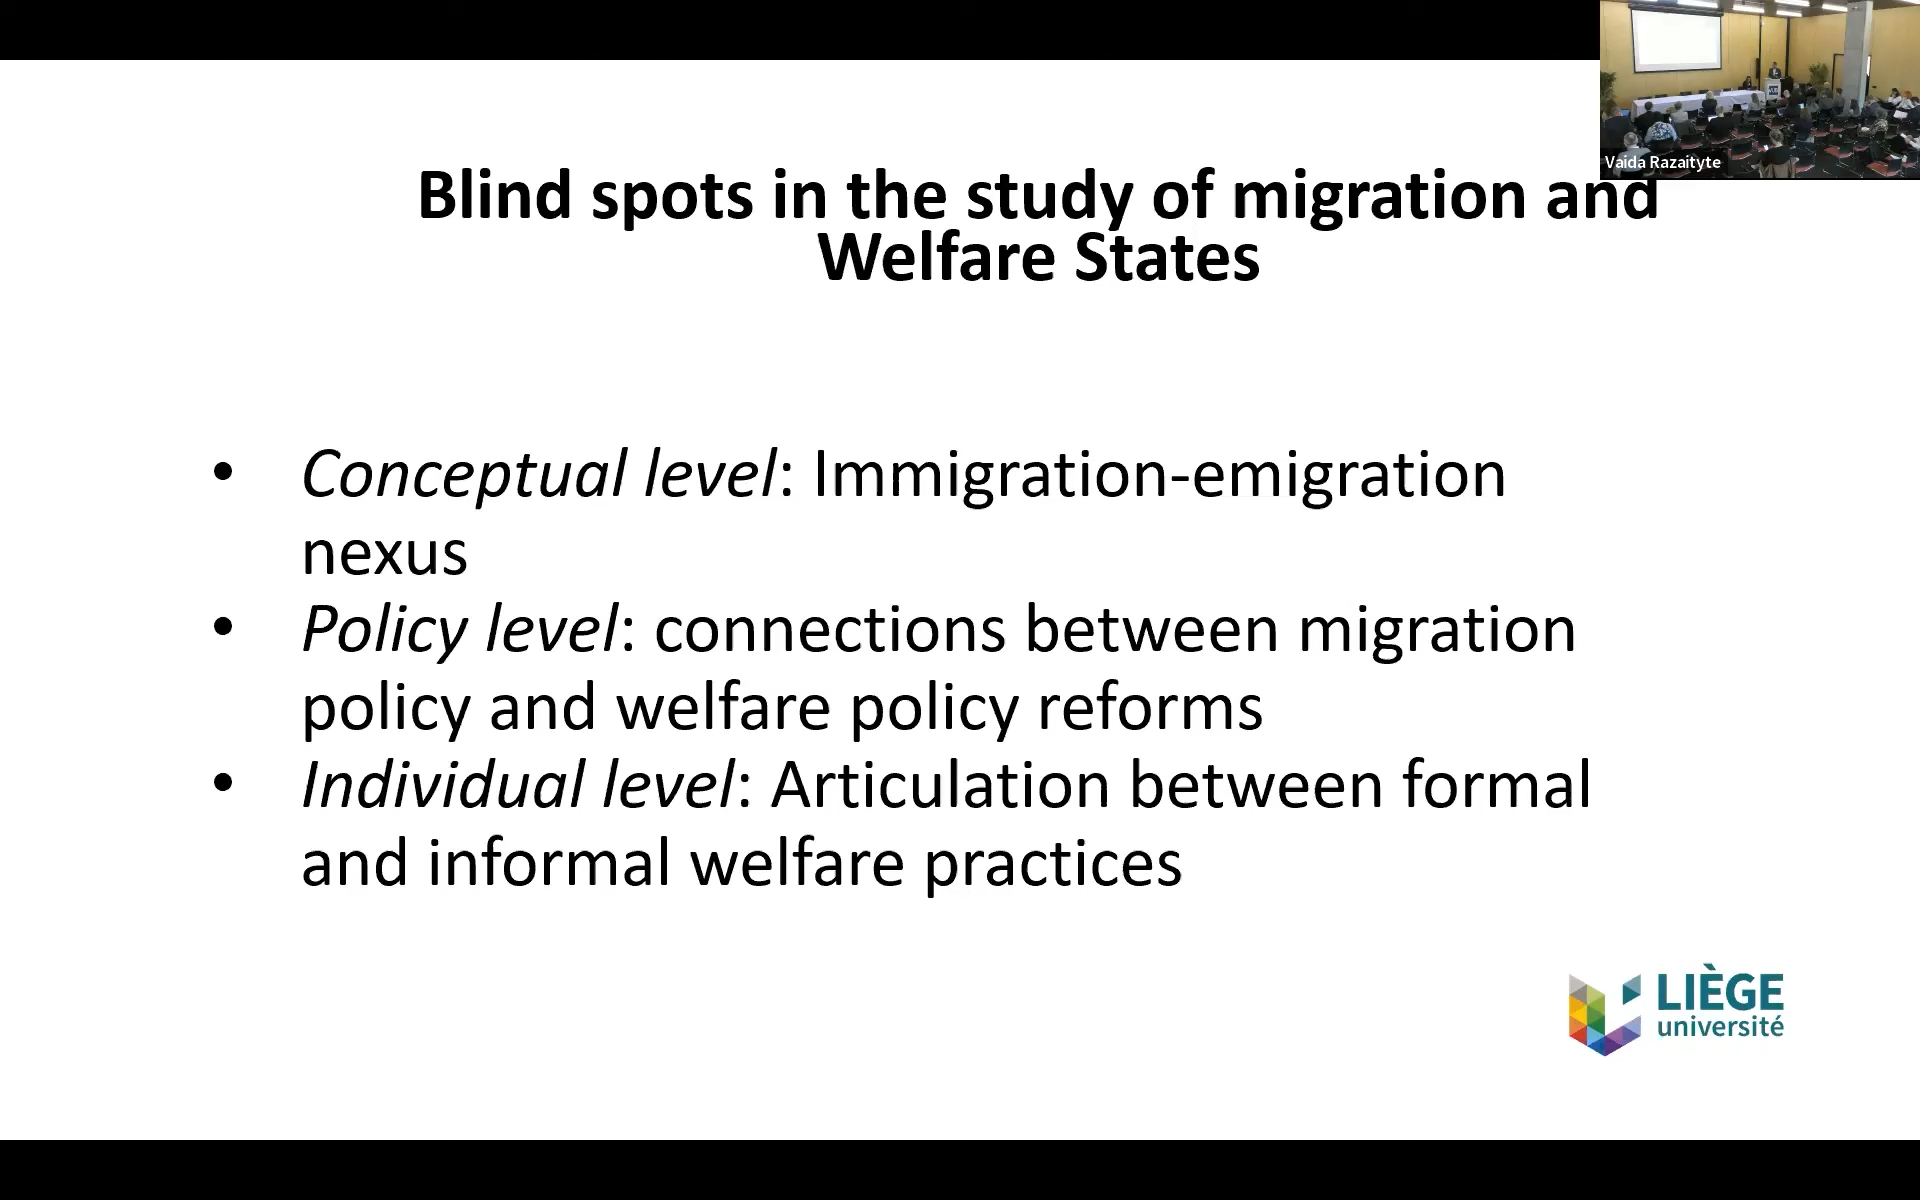 Vaida Razaityte
Blind spots in the study of migration and
Welfare States
• Conceptual level: Immigration-emigration
nexus
• Policy level: connections between migration
policy and welfare policy reforms
• Individual level: Articulation between formal
and informal welfare practices
LIÈGE
université